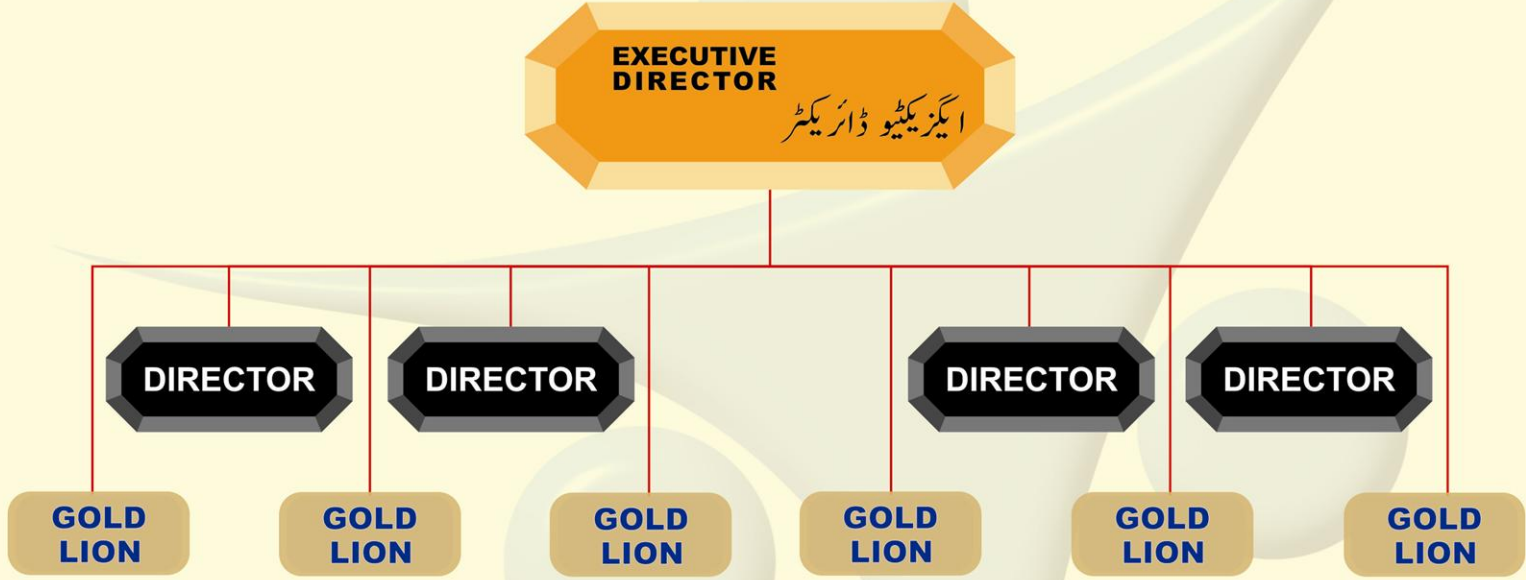 EXECUTIVE
DIRECTOR
ایگزیکٹیو ڈائریکٹر
DIRECTOR
DIRECTOR
DIRECTOR
DIRECTOR
GOLD
LION
GOLD
LION
GOLD
LION
GOLD
LION
GOLD
LION
GOLD
LION